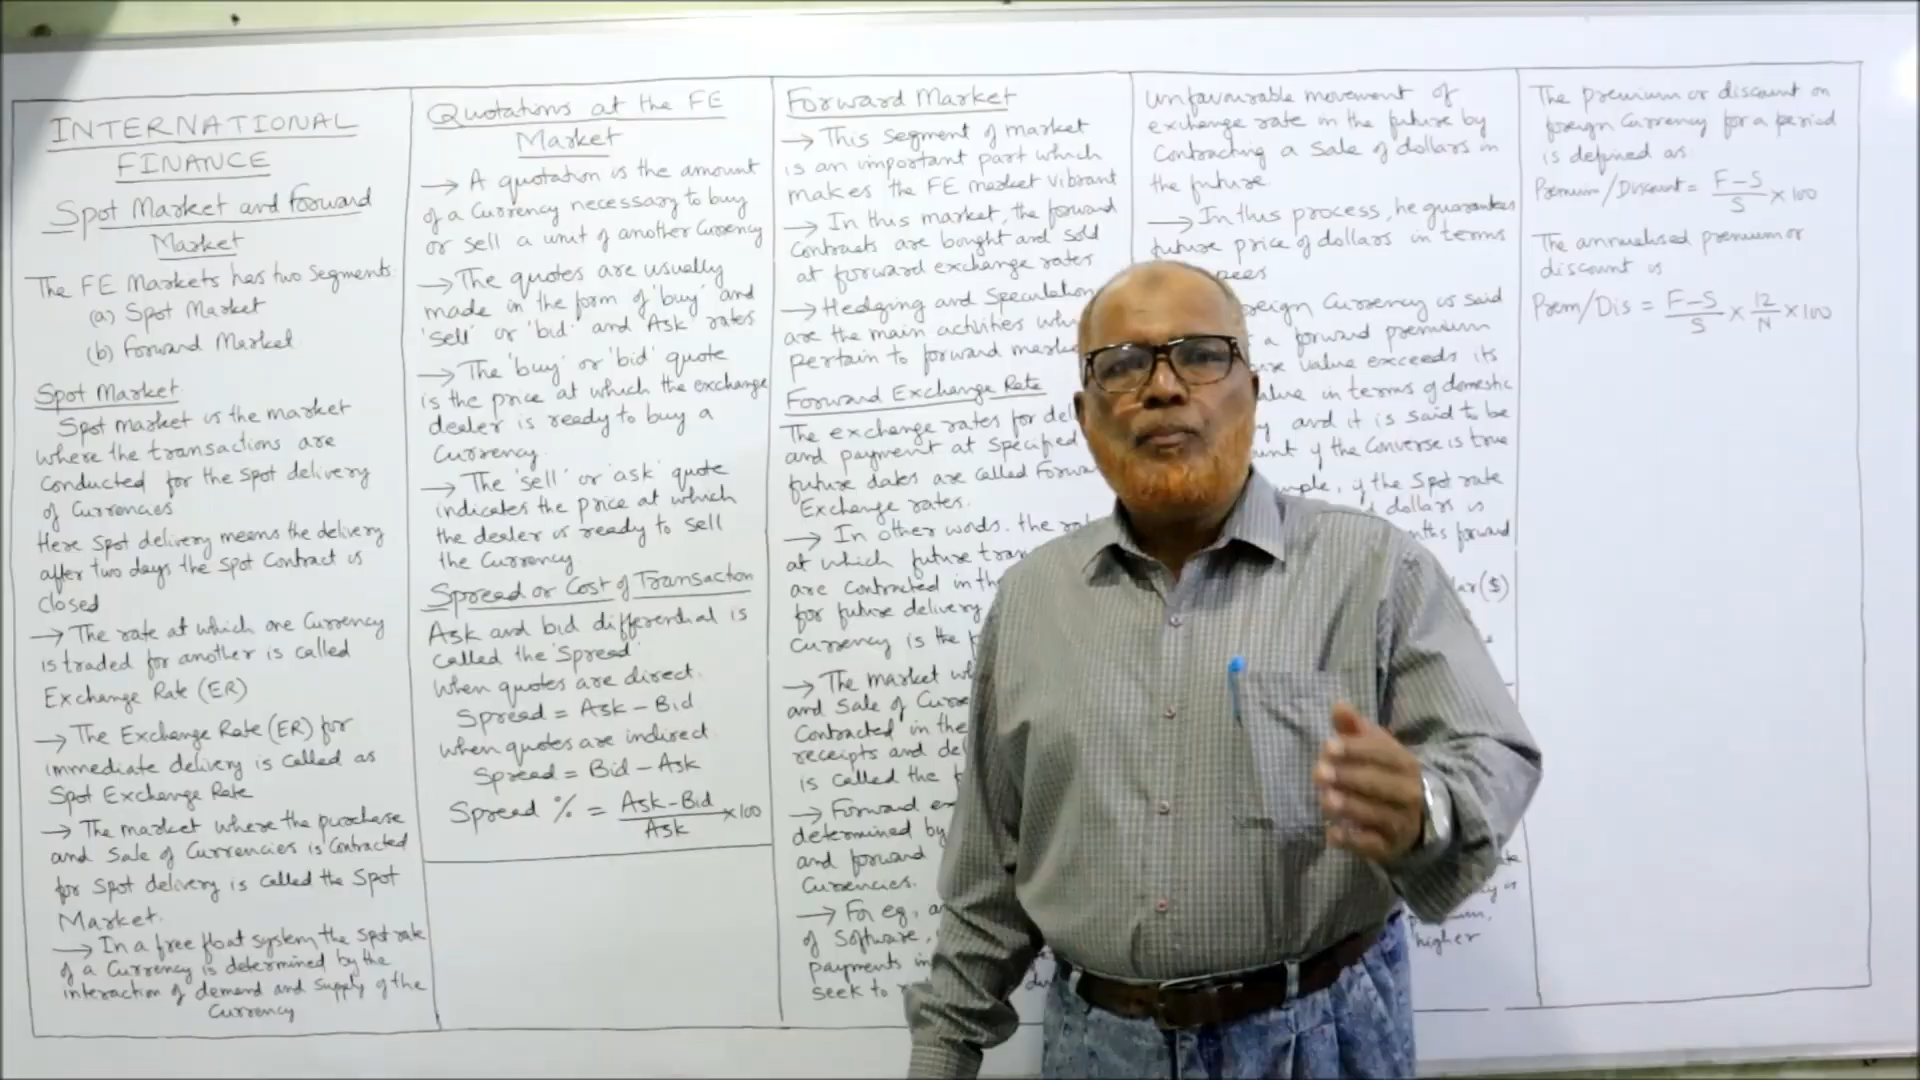 INTERNATIONAL
FINANCE
Spot Market and Forward
Market
The FE Markets has two Segments
(a) Spot Market
(b) Forward Market
Spot Market
Spot market is the market
where the transactions are
conducted for the spot delivery
of Currencies
Here Spot delivery means the delivery
after two days the spot Contract is
closed
→ The rate at which one Currency
is traded for another is called
Exchange Rate (ER)
→ The Exchange Rate (ER) for
immediate delivery is called as
Spot Exchange Rate
→ The market where the purchase
and sale of Currencies is Contracted
for spot delivery is called the Spot
Market.
→ In a free float system, the spot rate
of a Currency is determined by the
interaction of demand and supply of the
Currency
Quotations at the FE
Market
→ A quotation is the amount
of a Currency necessary to buy
or sell a unit of another Currency
→ The quotes are usually
made in the form of 'buy' and
'sell' or 'bid' and 'Ask' rates
→ The 'buy' or 'bid' quote
is the price at which the exchange
dealer is ready to buy a
Currency.
→ The 'sell' or 'ask' quote
indicates the price at which
the dealer is ready to sell
the Currency
Spread or Cost of Transaction
Ask and bid differential is
called the 'Spread'
When quotes are direct.
Spread = Ask - Bid
when quotes are indirect
Spread = Bid - Ask
Spread % = Ask-Bid/Ask ×100
Forward Market
→ This segment of market
is an important part which
makes the FE market vibrant
→ In this market, the forward
Contracts are bought and sold
at forward exchange rates
→ Hedging and Speculation
are the main activities
pertain to forward
Forward Exchange Rate
The exchange rates for
and payment at specified
future dates are called
Exchange rates.
→ In other words. the
at which future
are contracted in
for future delivery
Currency is the
→ The market
and sale of
Contracted in the
receipts and
is called the
→ Forward
determined by
and forward
Currencies.
→ For eg,
of software,
payments in
seek to
unfavourable movement of
exchange rate in the future by
Contracting a sale of dollars in
the future
→ In this process, he guarantees
future price of dollars in terms
Currency is said
a forward premium
value exceeds its
in terms of domestic
and it is said to be
if the Converse is true
if the spot rate
dollars is
forward
($)
higher
The premium or discount on
foreign Currency for a period
is defined as
Premium/Discount = F-S/S × 100
The annualised premium or
discount is
Prem/Dis = F-S/S × 12/N × 100